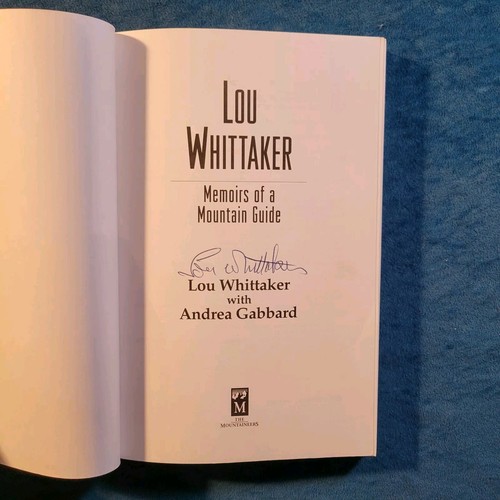 LOU
WHITTAKER
Memoirs of a
Mountain Guide
Lou Whittaker
Lou Whittaker
with
Andrea Gabbard
M
THE
MOUNTAINEERS